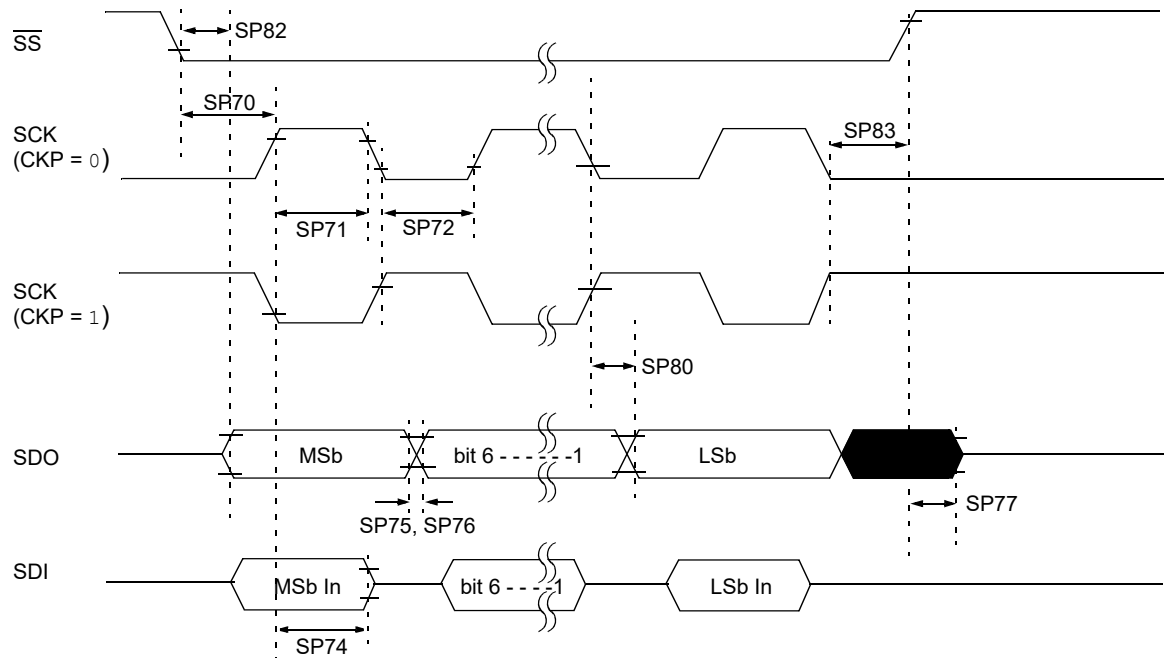 SS
SP82
SP70
SCK
(CKP = 0)
SP83
SP71
SP72
SCK
(CKP = 1)
SP80
SDO
MSb
bit 6 - - - - - -1
LSb
SP75, SP76
SP77
SDI
MSb In
bit 6 - - - - -1
LSb In
SP74